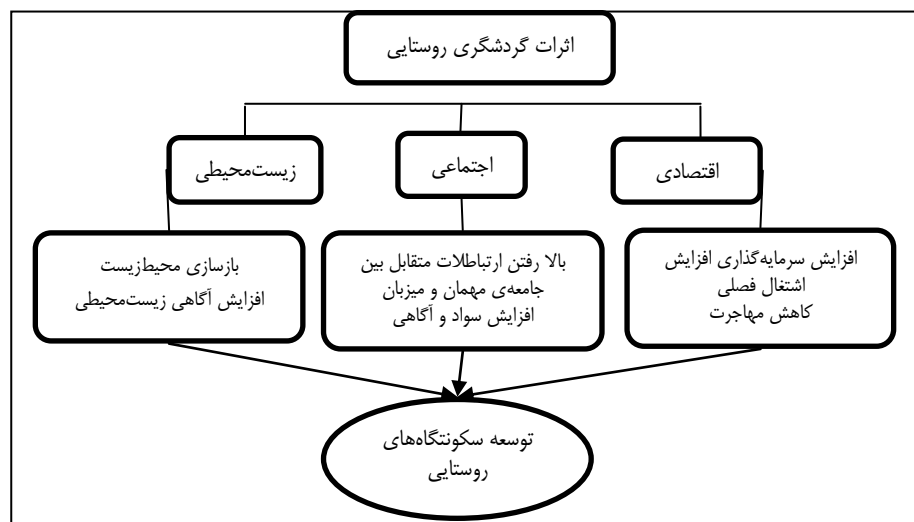 اثرات گردشگری روستایی
اقتصادی
اجتماعی
زیست‌محیطی
افزایش سرمایه‌گذاری افزایش
اشتغال فصلی
کاهش مهاجرت
بالا رفتن ارتباطلات متقابل بین
جامعه‌ی مهمان و میزبان
افزایش سواد و آگاهی
بازسازی محیط‌زیست
افزایش آگاهی زیست‌محیطی
توسعه سکونتگاه‌های
روستایی